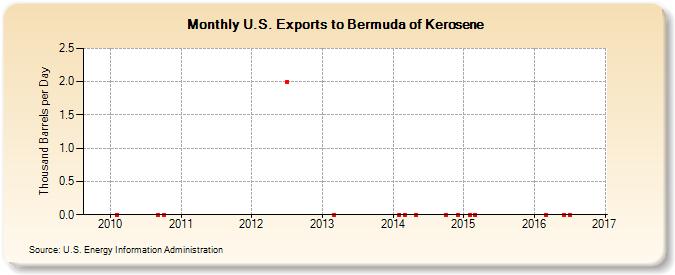 Monthly U.S. Exports to Bermuda of Kerosene
Thousand Barrels per Day
2.5
2.0
1.5
1.0
0.5
0.0
2010 2011 2012 2013 2014 2015 2016 2017
Source: U.S. Energy Information Administration